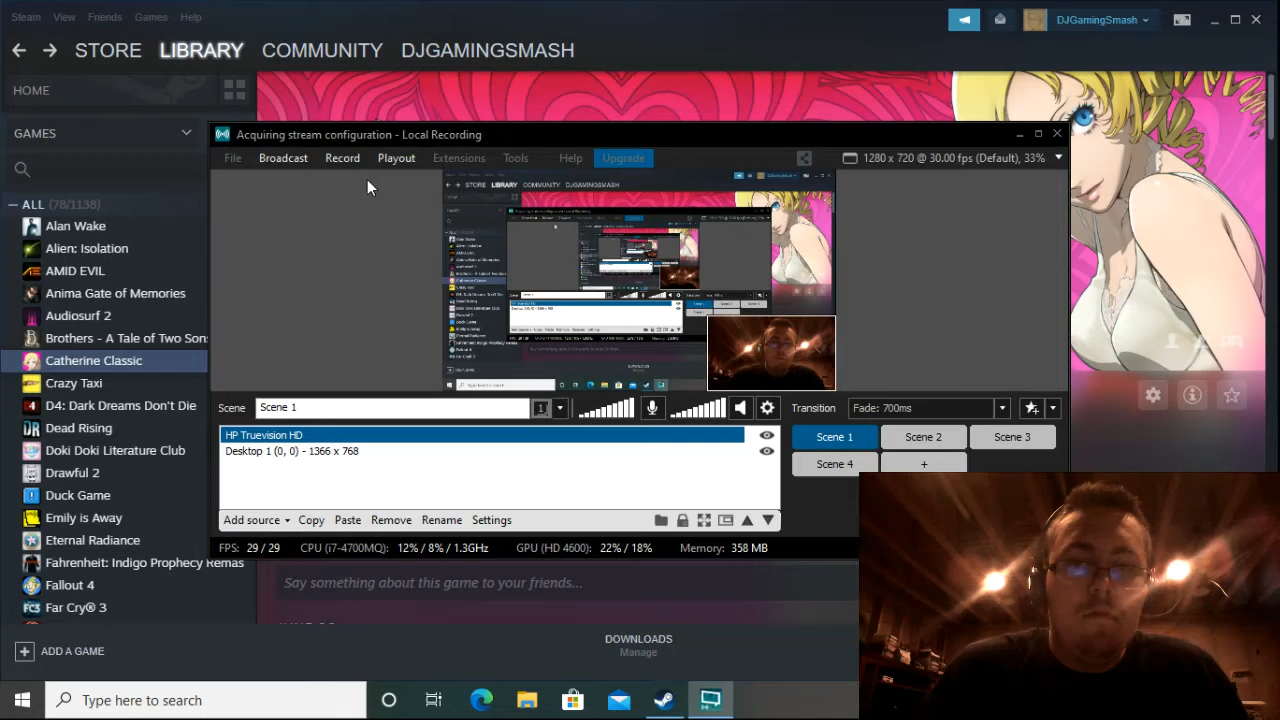 Steam View Friends Games Help
DJGamingSmash
STORE LIBRARY COMMUNITY DJGAMINGSMASH
HOME
GAMES
ALL (78/1138)
Alan Wake
Alien: Isolation
AMID EVIL
Anima Gate of Memories
Audiosurf 2
Brothers - A Tale of Two Sons
Catherine Classic
Crazy Taxi
D4: Dark Dreams Don't Die
Dead Rising
Doki Doki Literature Club
Drawful 2
Duck Game
Emily is Away
Eternal Radiance
Fahrenheit: Indigo Prophecy Remas
Fallout 4
Far Cry® 3
Acquiring stream configuration - Local Recording
File Broadcast Record Playout Extensions Tools Help Upgrade
1280 x 720 @ 30.00 fps (Default), 33%
STORE LIBRARY COMMUNITY DJGAMINGSMASH
Scene Scene 1 1
Transition Fade: 700ms
HP Truevision HD
Desktop 1 (0, 0) - 1366 x 768
Scene 1 Scene 2 Scene 3
Scene 4 +
Add source Copy Paste Remove Rename Settings
FPS: 29 / 29 CPU (i7-4700MQ): 12% / 8% / 1.3GHz GPU (HD 4600): 22% / 18% Memory: 358 MB
Say something about this game to your friends...
ADD A GAME
DOWNLOADS
Manage
Type here to search